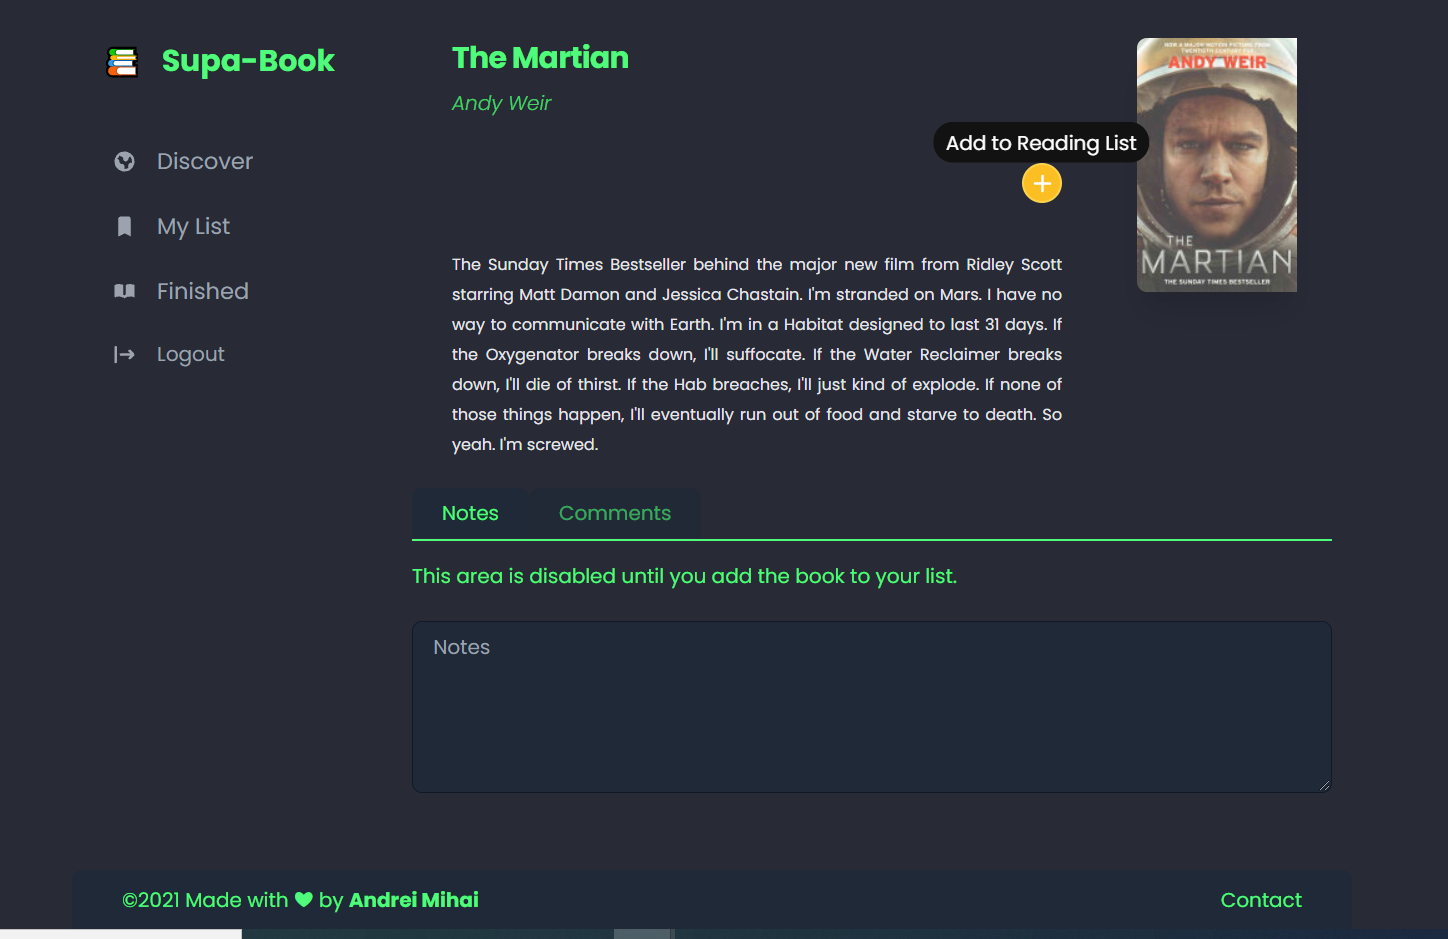 Supa-Book
Discover
My List
Finished
Logout
The Martian
Andy Weir
Add to Reading List
HOW A MAJOR MOTION PICTURE FROM
TWENTIETH CENTURY FOX
ANDY WEIR
THE
MARTIAN
THE SUNDAY TIMES BESTSELLER
The Sunday Times Bestseller behind the major new film from Ridley Scott
starring Matt Damon and Jessica Chastain. I'm stranded on Mars. I have no
way to communicate with Earth. I'm in a Habitat designed to last 31 days. If
the Oxygenator breaks down, I'll suffocate. If the Water Reclaimer breaks
down, I'll die of thirst. If the Hab breaches, I'll just kind of explode. If none of
those things happen, I'll eventually run out of food and starve to death. So
yeah. I'm screwed.
Notes Comments
This area is disabled until you add the book to your list.
Notes
©2021 Made with ♥ by Andrei Mihai
Contact